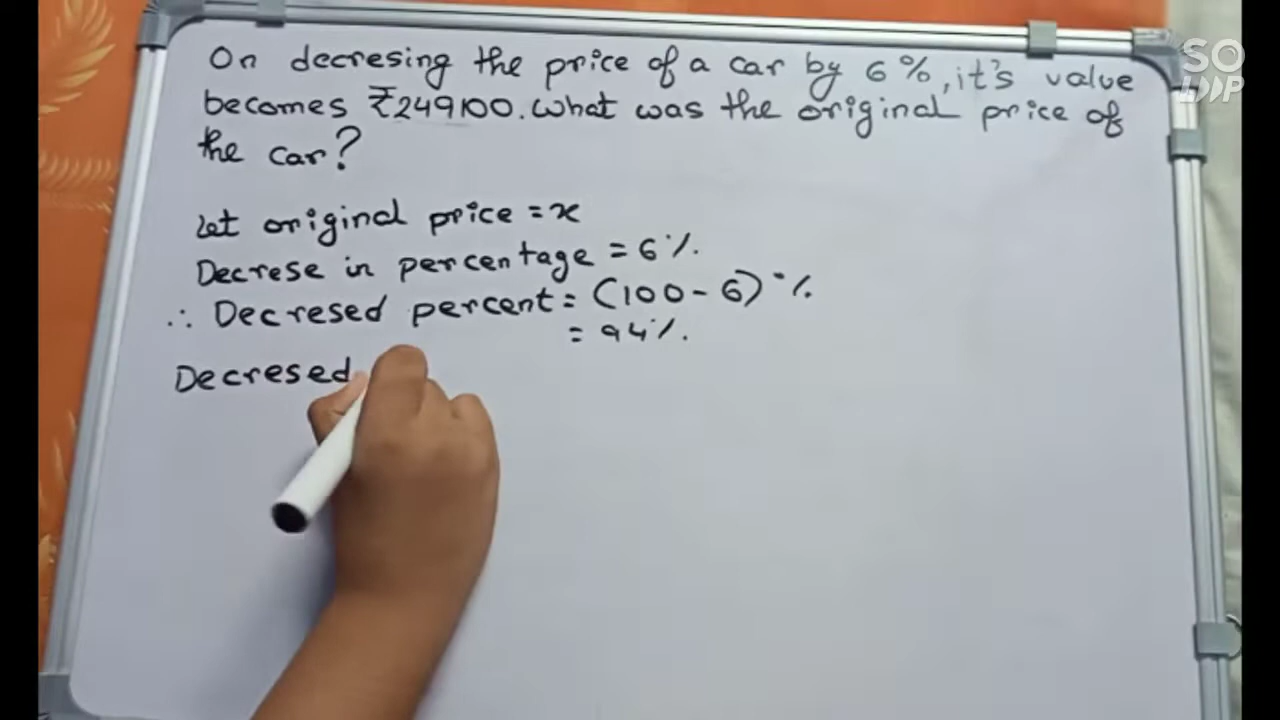 On decresing the price of a car by 6%, it's value
becomes ₹249100. What was the original price of
the car?
Let original price = x
Decrese in percentage = 6%.
∴ Decresed percent = (100-6)%
= 94%.
Decresed
SO
LDIP